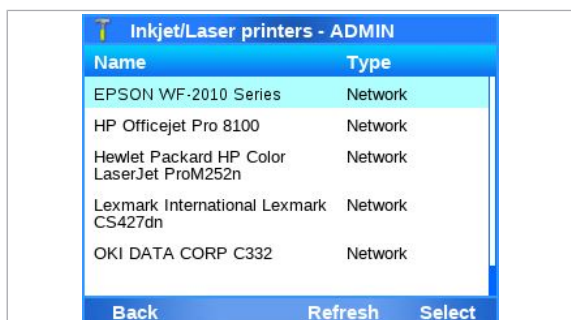 Inkjet/Laser printers - ADMIN
Name Type
EPSON WF-2010 Series Network
HP Officejet Pro 8100 Network
Hewlet Packard HP Color Network
LaserJet ProM252n
Lexmark International Lexmark Network
CS427dn
OKI DATA CORP C332 Network
Back Refresh Select